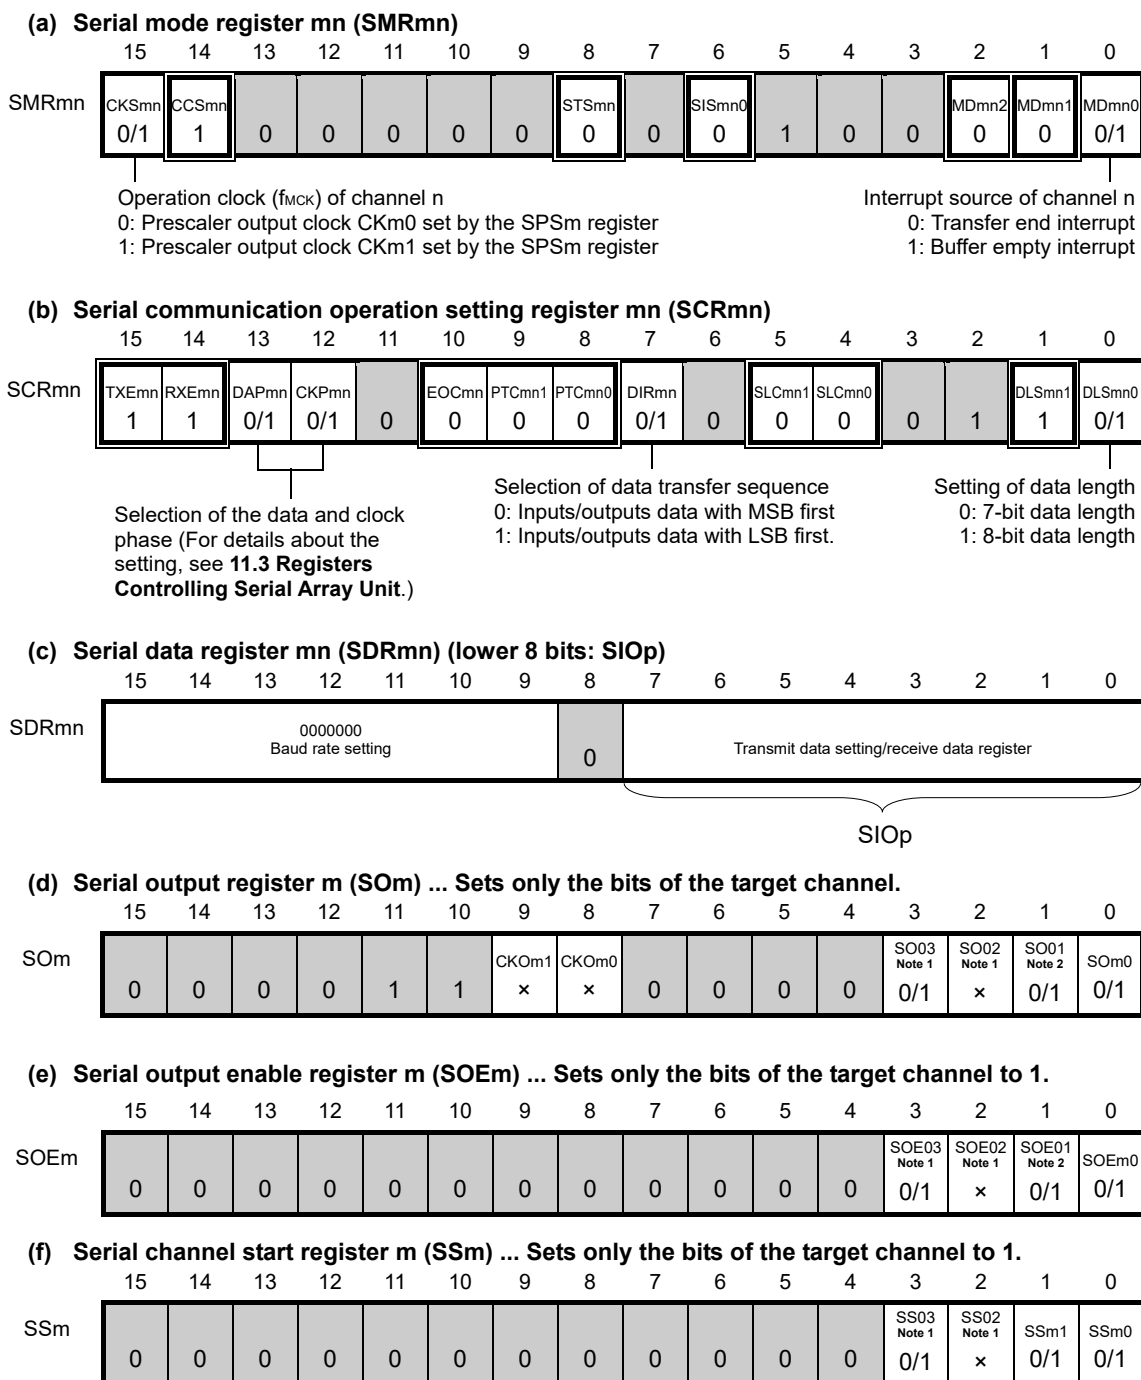 (a) Serial mode register mn (SMRmn)
15 14 13 12 11 10 9 8 7 6 5 4 3 2 1 0
SMRmn CKSmn CCSmn STSmn SISmn0 MDmn2 MDmn1 MDmn0
0/1 1 0 0 0 0 0 0 0 0 1 0 0 0 0 0/1
Operation clock (fMCK) of channel n
0: Prescaler output clock CKm0 set by the SPSm register
1: Prescaler output clock CKm1 set by the SPSm register
Interrupt source of channel n
0: Transfer end interrupt
1: Buffer empty interrupt
(b) Serial communication operation setting register mn (SCRmn)
15 14 13 12 11 10 9 8 7 6 5 4 3 2 1 0
SCRmn TXEmn RXEmn DAPmn CKPmn EOCmn PTCmn1 PTCmn0 DIRmn SLCmn1 SLCmn0 DLSmn1 DLSmn0
1 1 0/1 0/1 0 0 0 0 0/1 0 0 0 0 1 1 0/1
Selection of the data and clock
phase (For details about the
setting, see 11.3 Registers
Controlling Serial Array Unit.)
Selection of data transfer sequence
0: Inputs/outputs data with MSB first
1: Inputs/outputs data with LSB first.
Setting of data length
0: 7-bit data length
1: 8-bit data length
(c) Serial data register mn (SDRmn) (lower 8 bits: SIOp)
15 14 13 12 11 10 9 8 7 6 5 4 3 2 1 0
SDRmn
0000000
Baud rate setting
0
Transmit data setting/receive data register
SIOp
(d) Serial output register m (SOm) ... Sets only the bits of the target channel.
15 14 13 12 11 10 9 8 7 6 5 4 3 2 1 0
SOm CKOm1 CKOm0 SO03 SO02 SO01 SOm0
Note 1 Note 1 Note 2
0 0 0 0 1 1 × × 0 0 0 0 0/1 × 0/1 0/1
(e) Serial output enable register m (SOEm) ... Sets only the bits of the target channel to 1.
15 14 13 12 11 10 9 8 7 6 5 4 3 2 1 0
SOEm SOE03 SOE02 SOE01 SOEm0
Note 1 Note 1 Note 2
0 0 0 0 0 0 0 0 0 0 0 0 0/1 × 0/1 0/1
(f) Serial channel start register m (SSm) ... Sets only the bits of the target channel to 1.
15 14 13 12 11 10 9 8 7 6 5 4 3 2 1 0
SSm SS03 SS02 SSm1 SSm0
Note 1 Note 1
0 0 0 0 0 0 0 0 0 0 0 0 0/1 × 0/1 0/1